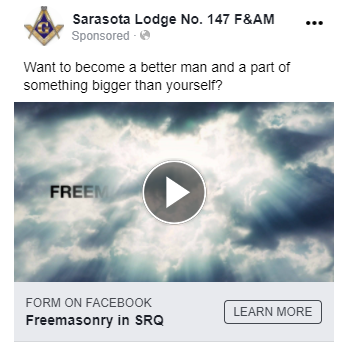 Sarasota Lodge No. 147 F&AM
Sponsored ·
Want to become a better man and a part of
something bigger than yourself?
FREEM
FORM ON FACEBOOK
Freemasonry in SRQ
LEARN MORE